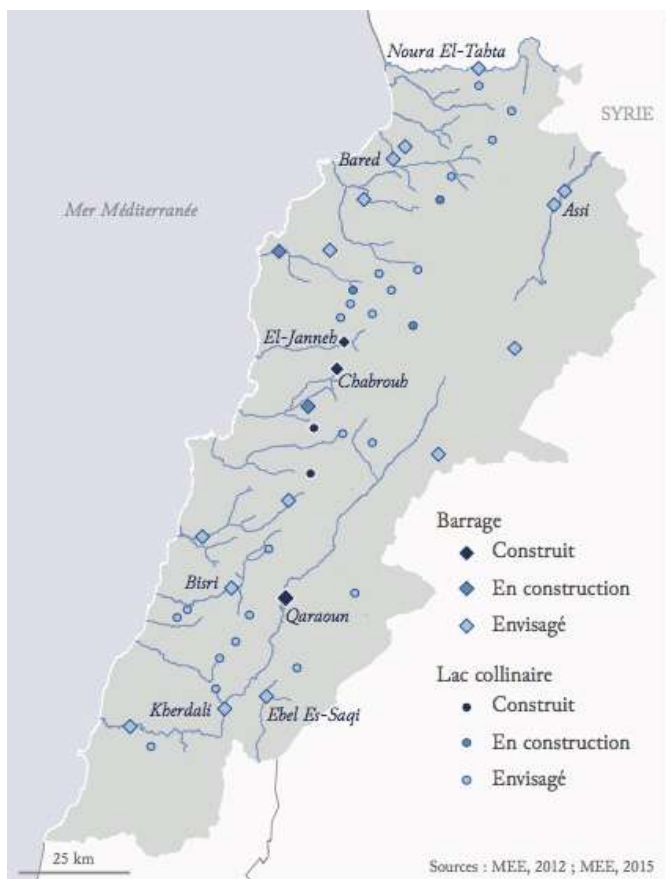 Noura El-Tahta
SYRIE
Bared
Mer Méditerranée
Assi
El-Janneh
Chabrouh
Barrage
Construit
En construction
Bisri
Qaraoun
Envisagé
Lac collinaire
Kherdali
Ebel Es-Saqi
Construit
En construction
Envisagé
25 km
Sources : MEE, 2012 ; MEE, 2015